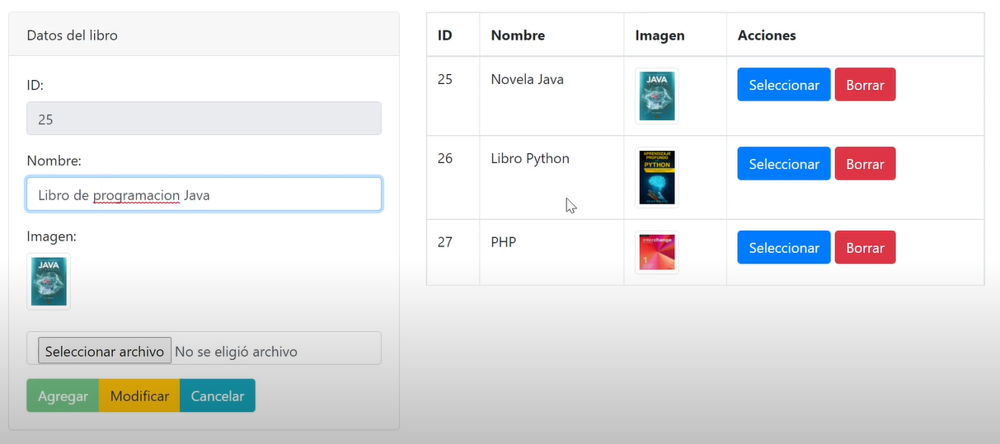 Datos del libro
ID:
25
Nombre:
Libro de programacion Java
Imagen:
JAVA
Seleccionar archivo No se eligió archivo
Agregar Modificar Cancelar
ID Nombre Imagen Acciones
25 Novela Java JAVA Seleccionar Borrar
26 Libro Python APRENDIZAJE PROFUNDO PYTHON Seleccionar Borrar
27 PHP interchange 1 Seleccionar Borrar